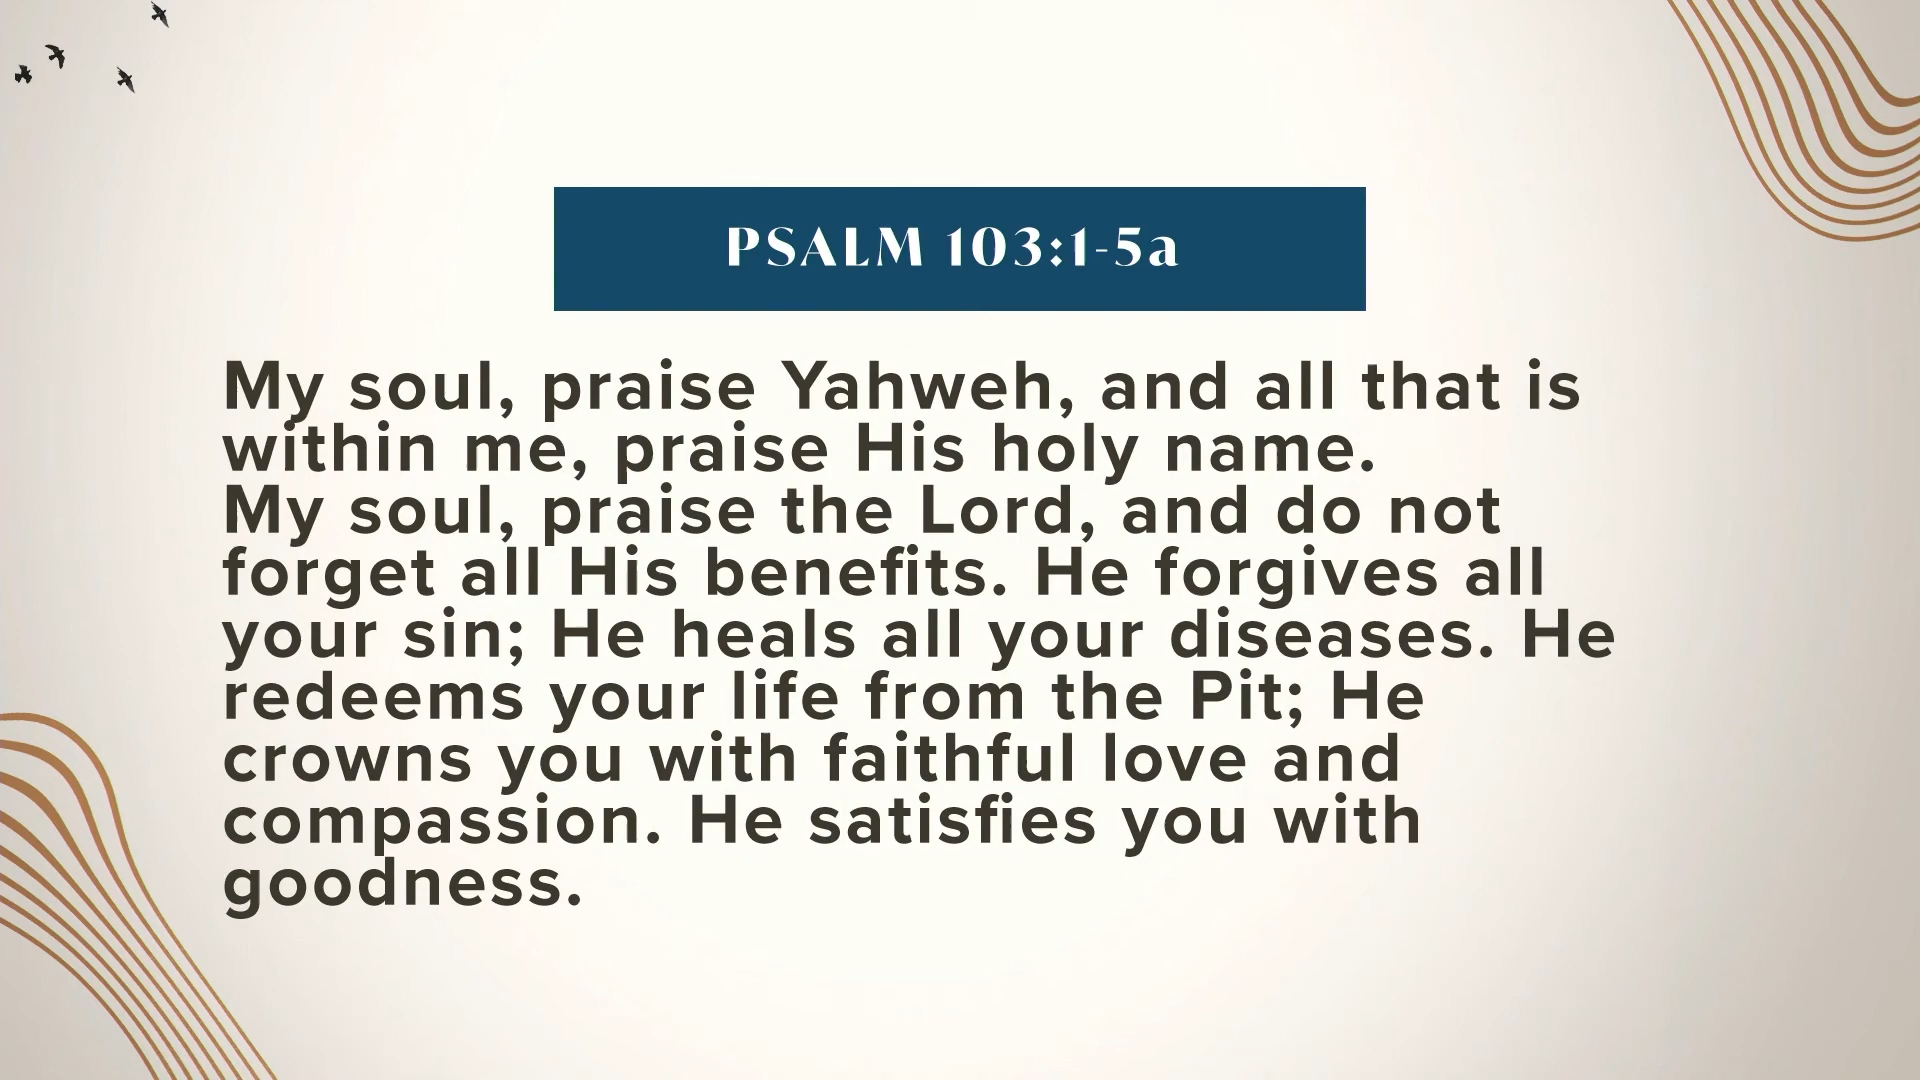 PSALM 103:1-5a
My soul, praise Yahweh, and all that is
within me, praise His holy name.
My soul, praise the Lord, and do not
forget all His benefits. He forgives all
your sin; He heals all your diseases. He
redeems your life from the Pit; He
crowns you with faithful love and
compassion. He satisfies you with
goodness.